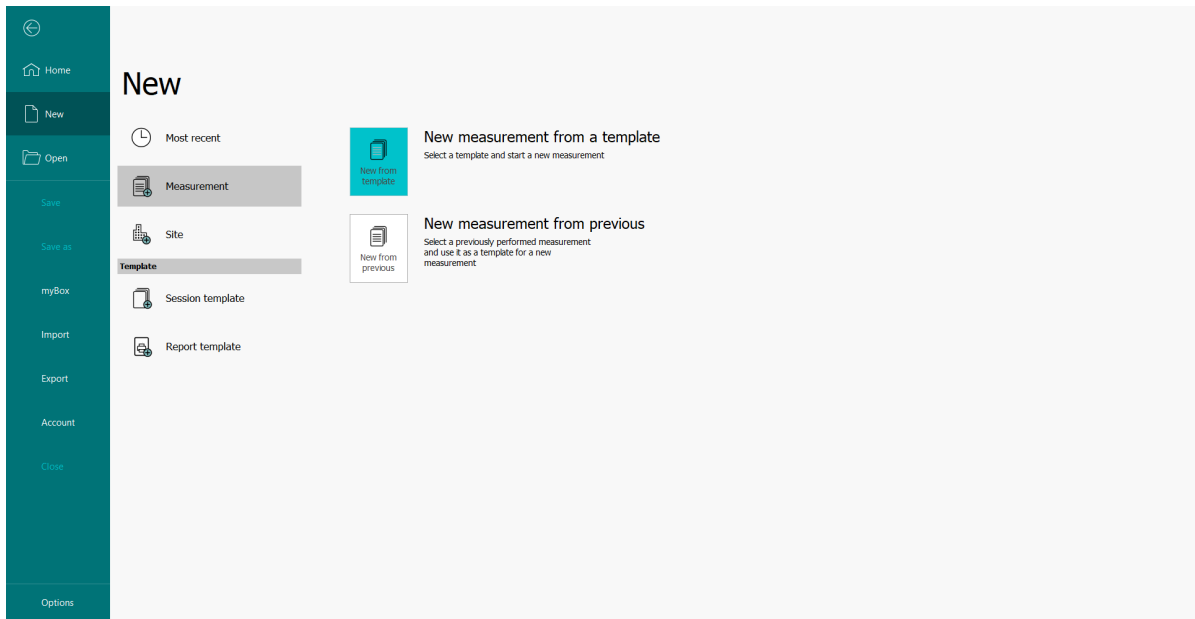 Home
New
Open
Save
Save as
myBox
Import
Export
Account
Close
Options
New
Most recent
Measurement
Site
Template
Session template
Report template
New from
template
New measurement from a template
Select a template and start a new measurement
New from
previous
New measurement from previous
Select a previously performed measurement
and use it as a template for a new
measurement